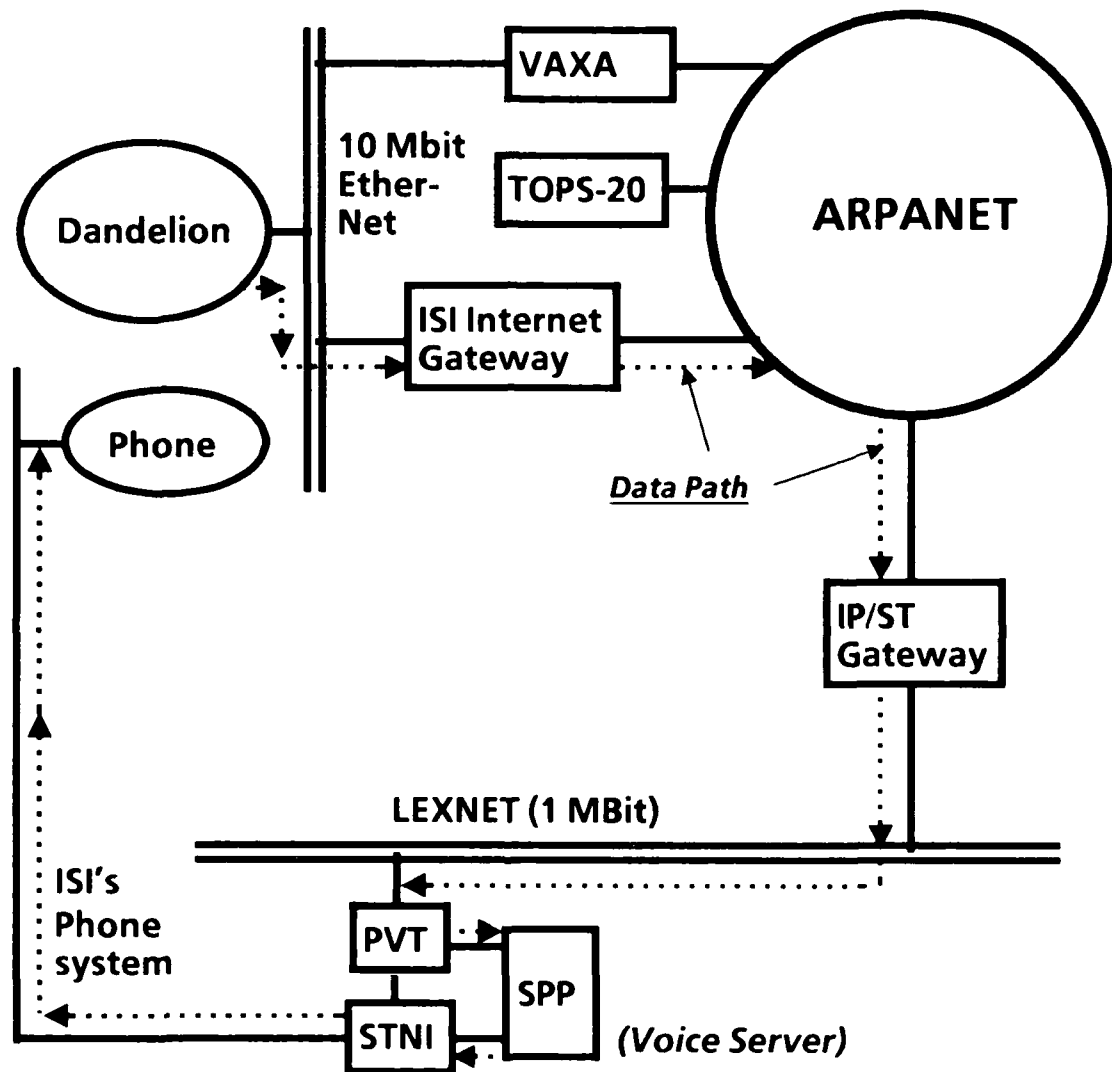 VAXA
10 Mbit
Ether-
Net
TOPS-20
ARPANET
Dandelion
ISI Internet
Gateway
Phone
Data Path
IP/ST
Gateway
LEXNET (1 MBit)
ISI's
Phone
system
PVT
SPP
STNI
(Voice Server)